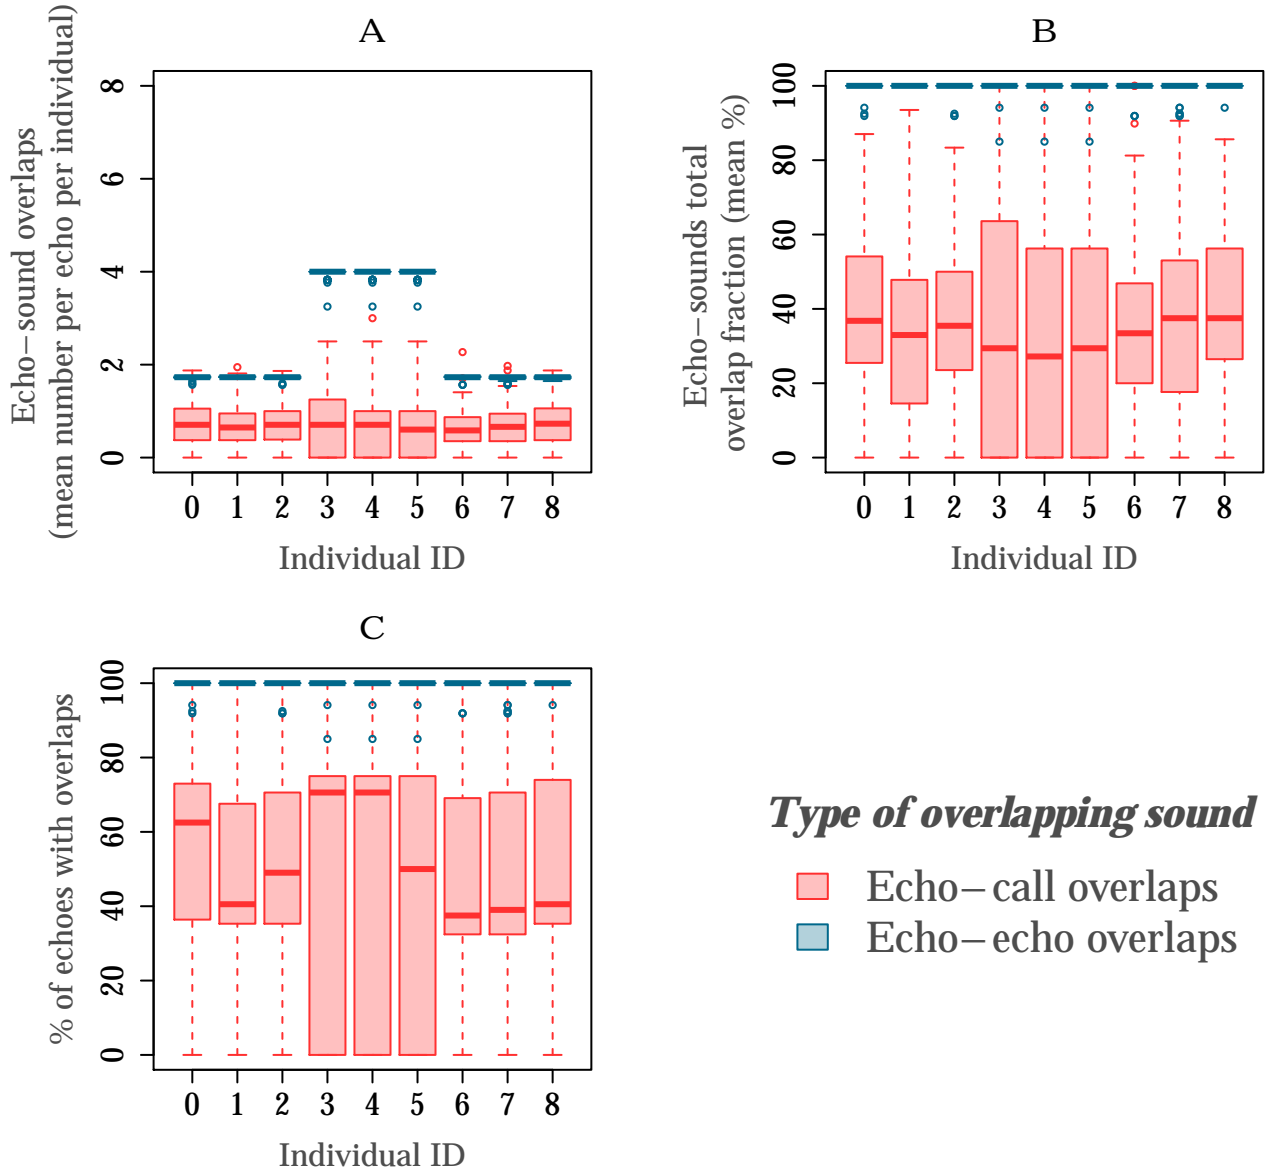 A
Echo−sound overlaps
(mean number per echo per individual)
8
6
4
2
0
0 1 2 3 4 5 6 7 8
Individual ID
B
Echo−sounds total
overlap fraction (mean %)
100
80
60
40
20
0
0 1 2 3 4 5 6 7 8
Individual ID
C
% of echoes with overlaps
100
80
60
40
20
0
0 1 2 3 4 5 6 7 8
Individual ID
Type of overlapping sound
Echo−call overlaps
Echo−echo overlaps